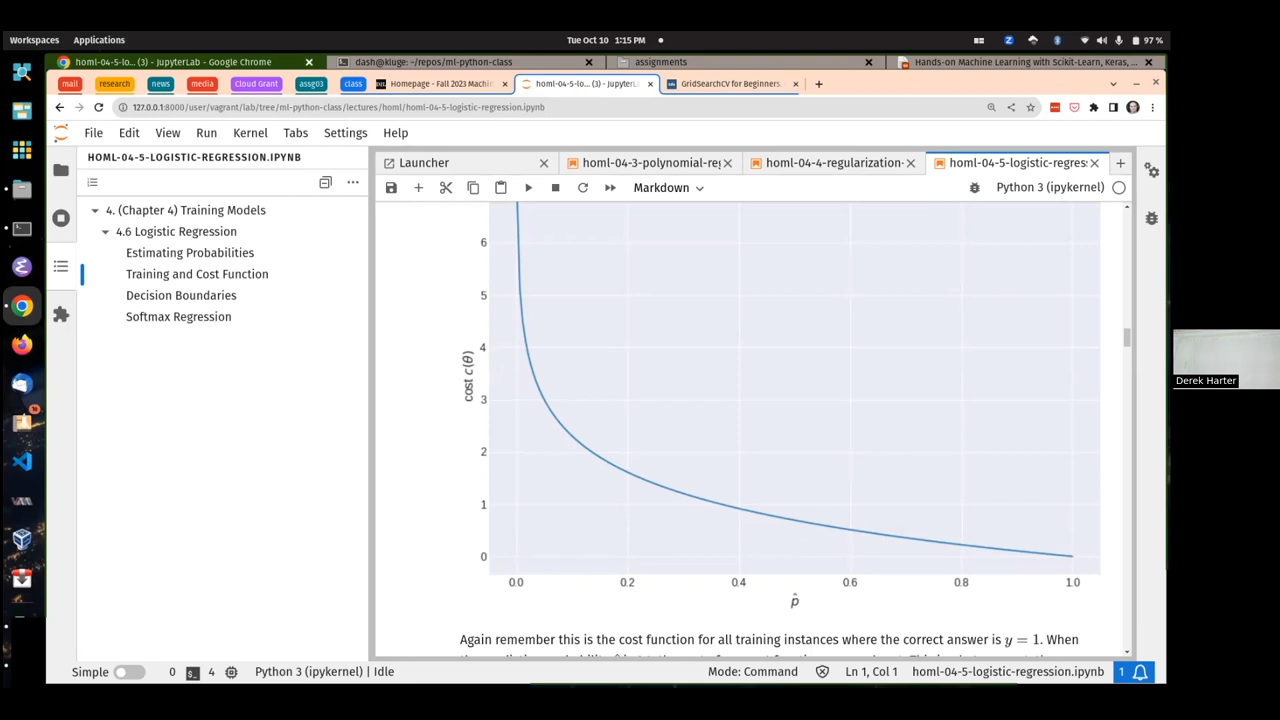 Workspaces Applications Tue Oct 10 1:15 PM 97 %
homl-04-5-lo... (3) - JupyterLab - Google Chrome dash@kluge: ~/repos/ml-python-class assignments Hands-on Machine Learning with Scikit-Learn, Keras, ...
mail research news media Cloud Grant assg03 class Homepage - Fall 2023 Machin homl-04-5-lo... (3) - JupyterL GridSearchCV for Beginners.
127.0.0.1:8000/user/vagrant/lab/tree/ml-python-class/lectures/homl/homl-04-5-logistic-regression.ipynb
File Edit View Run Kernel Tabs Settings Help
HOML-04-5-LOGISTIC-REGRESSION.IPYNB
Launcher homl-04-3-polynomial-reg homl-04-4-regularization- homl-04-5-logistic-regres
Markdown Python 3 (ipykernel)
4. (Chapter 4) Training Models
4.6 Logistic Regression
Estimating Probabilities
Training and Cost Function
Decision Boundaries
Softmax Regression
6
5
4
3
2
1
0
cost c(θ)
0.0 0.2 0.4 0.6 0.8 1.0
p̂
Again remember this is the cost function for all training instances where the correct answer is y = 1. When
Derek Harter
Simple 0 4 Python 3 (ipykernel) | Idle Mode: Command Ln 1, Col 1 homl-04-5-logistic-regression.ipynb 1